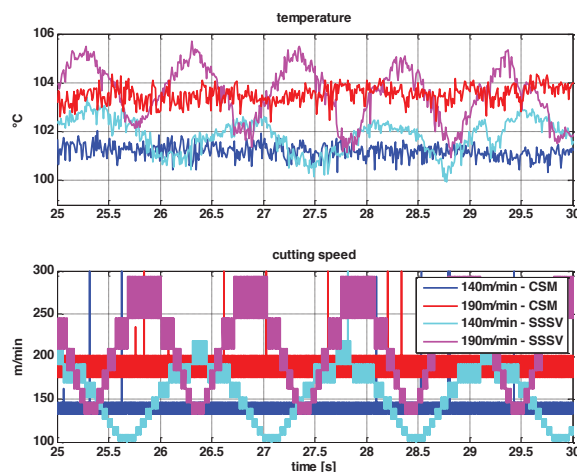 temperature
106
104
102
100
°C
25 25.5 26 26.5 27 27.5 28 28.5 29 29.5 30
cutting speed
300
250
200
150
100
m/min
140m/min - CSM
190m/min - CSM
140m/min - SSSV
190m/min - SSSV
25 25.5 26 26.5 27 27.5 28 28.5 29 29.5 30
time [s]